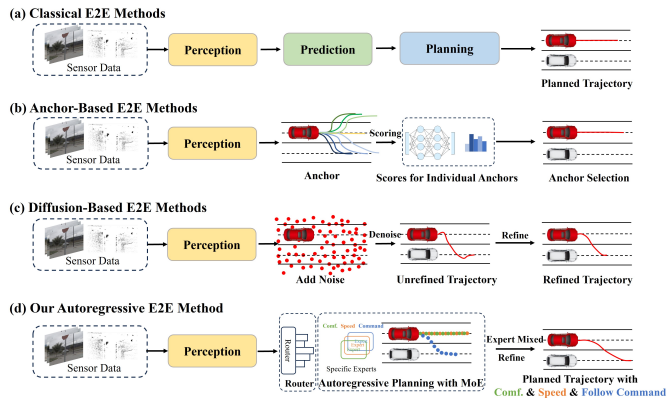 (a) Classical E2E Methods
Sensor Data
Perception
Prediction
Planning
Planned Trajectory
(b) Anchor-Based E2E Methods
Sensor Data
Perception
Anchor
Scoring
Scores for Individual Anchors
Anchor Selection
(c) Diffusion-Based E2E Methods
Sensor Data
Perception
Add Noise
Denoise
Unrefined Trajectory
Refine
Refined Trajectory
(d) Our Autoregressive E2E Method
Sensor Data
Perception
Router
Router
Comf. Speed Follow Command
Expert
Specific Experts
Autoregressive Planning with MoE
Expert Mixed
Refine
Planned Trajectory with
Comf. & Speed & Follow Command